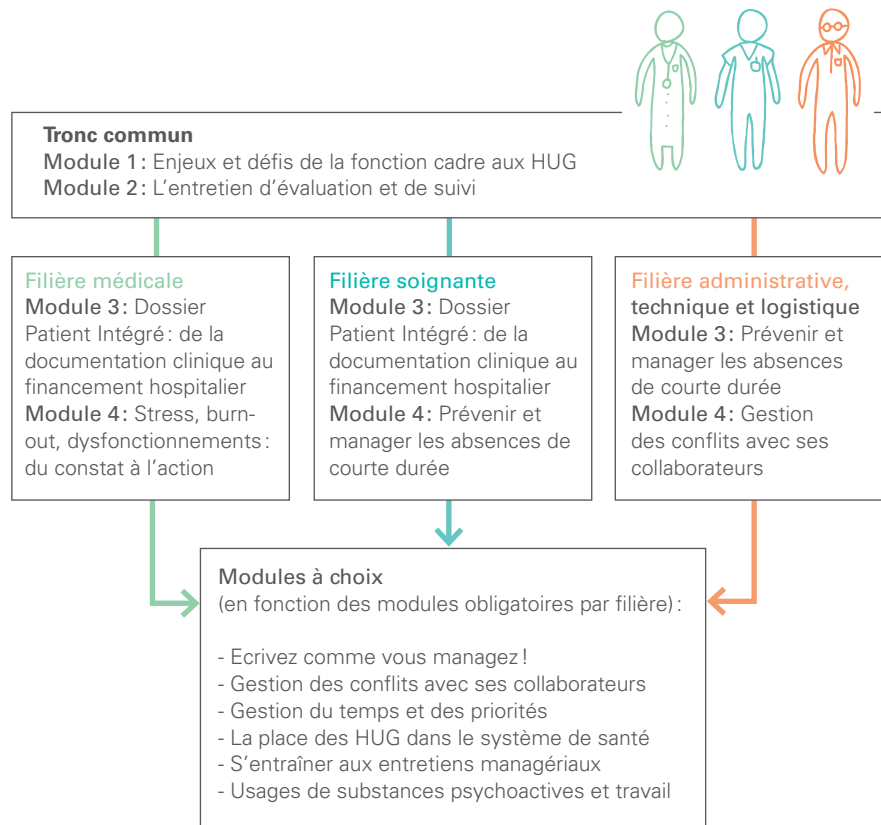 Tronc commun
Module 1 : Enjeux et défis de la fonction cadre aux HUG
Module 2 : L’entretien d’évaluation et de suivi
Filière médicale
Module 3 : Dossier
Patient Intégré : de la
documentation clinique au
financement hospitalier
Module 4 : Stress, burn-
out, dysfonctionnements :
du constat à l’action
Filière soignante
Module 3 : Dossier
Patient Intégré : de la
documentation clinique au
financement hospitalier
Module 4 : Prévenir et
manager les absences de
courte durée
Filière administrative,
technique et logistique
Module 3 : Prévenir et
manager les absences
de courte durée
Module 4 : Gestion
des conflits avec ses
collaborateurs
Modules à choix
(en fonction des modules obligatoires par filière) :
- Ecrivez comme vous managez !
- Gestion des conflits avec ses collaborateurs
- Gestion du temps et des priorités
- La place des HUG dans le système de santé
- S’entraîner aux entretiens managériaux
- Usages de substances psychoactives et travail